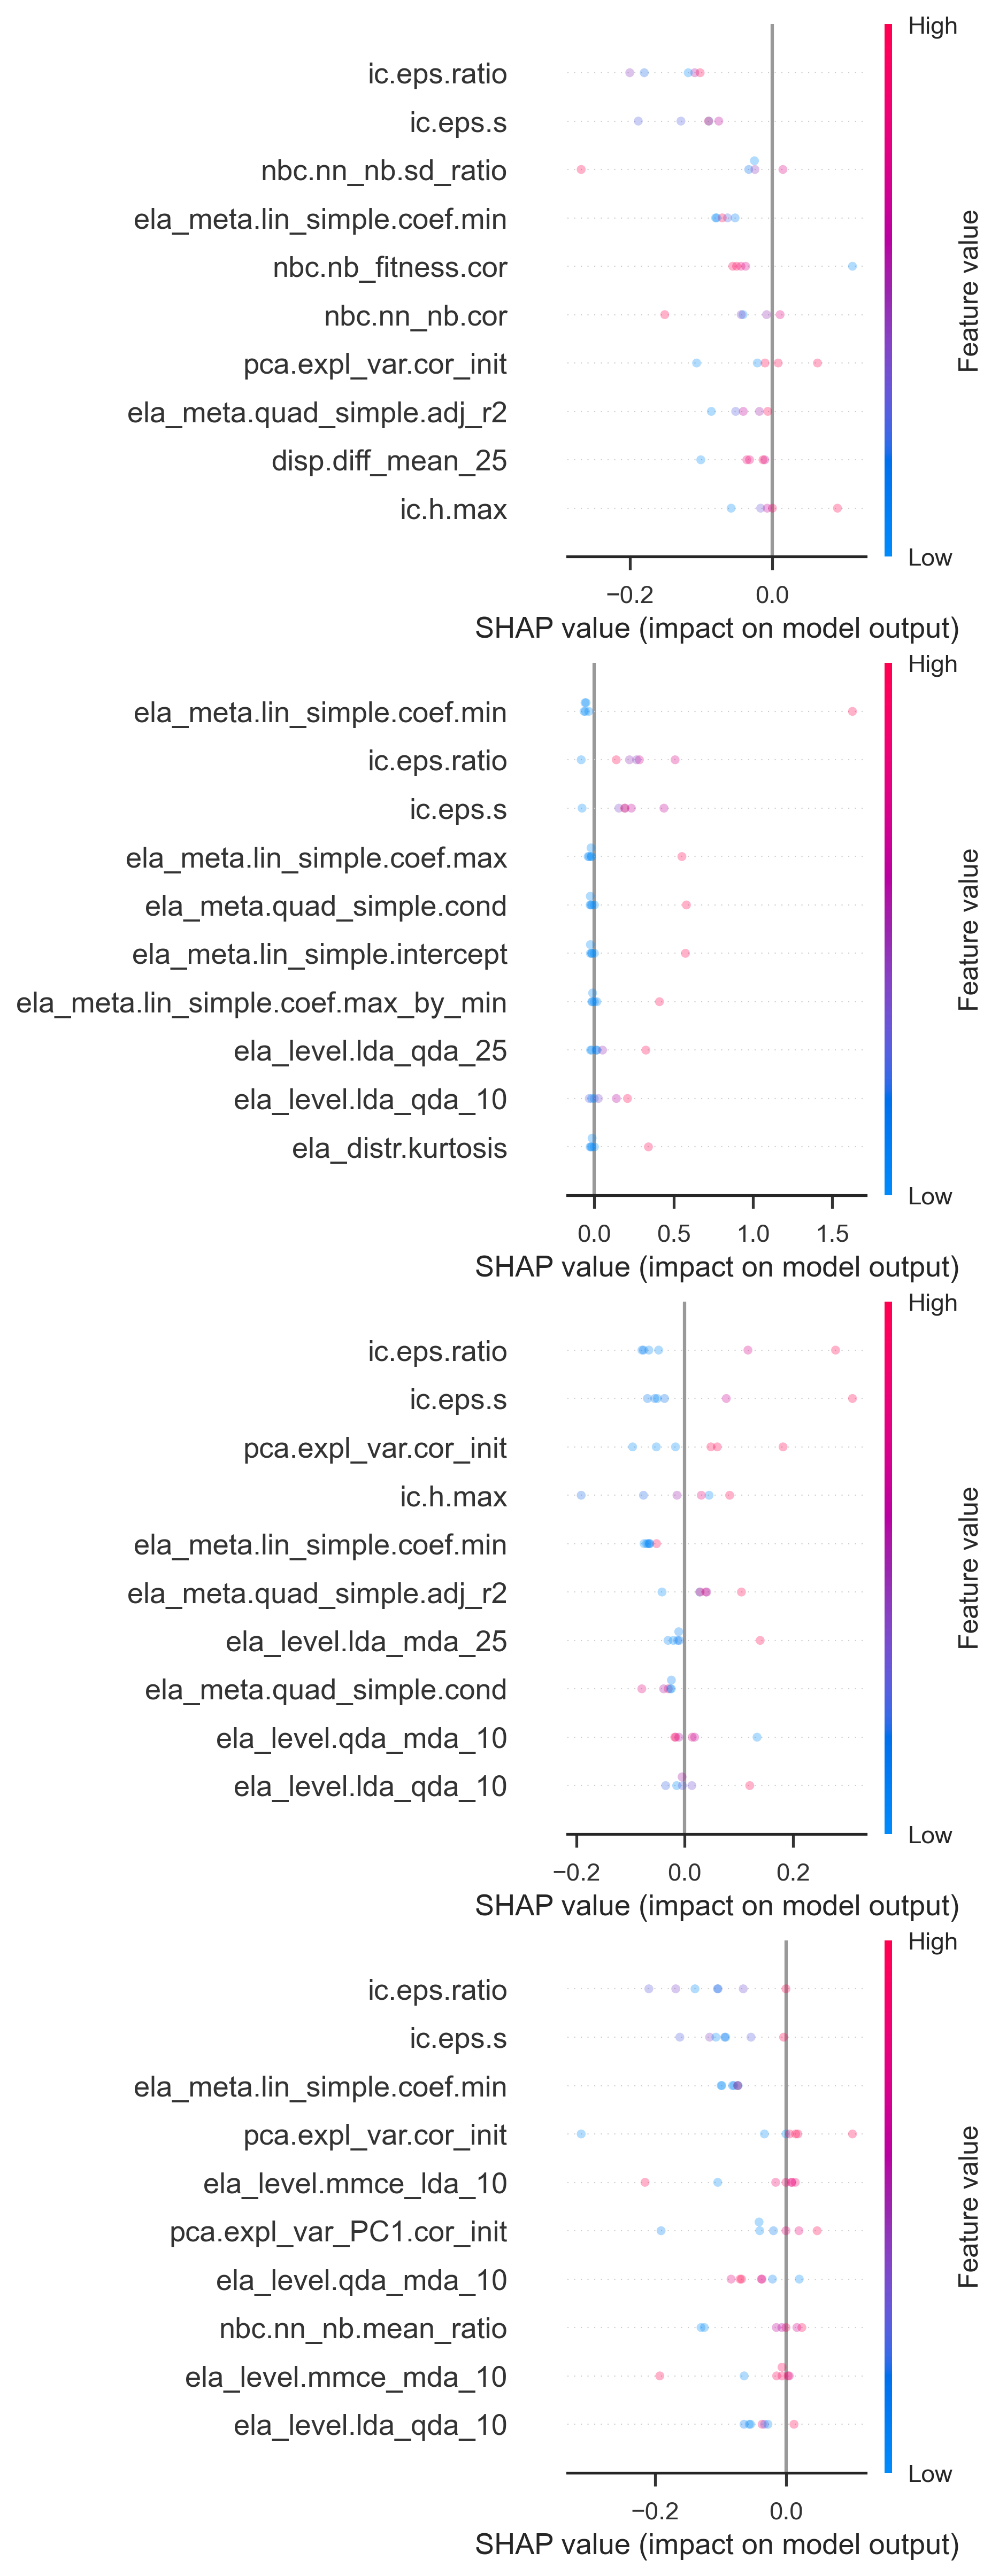 High
ic.eps.ratio
ic.eps.s
nbc.nn_nb.sd_ratio
ela_meta.lin_simple.coef.min
nbc.nb_fitness.cor
nbc.nn_nb.cor
pca.expl_var.cor_init
ela_meta.quad_simple.adj_r2
disp.diff_mean_25
ic.h.max
Feature value
Low
−0.2 0.0
SHAP value (impact on model output)
High
ela_meta.lin_simple.coef.min
ic.eps.ratio
ic.eps.s
ela_meta.lin_simple.coef.max
ela_meta.quad_simple.cond
ela_meta.lin_simple.intercept
ela_meta.lin_simple.coef.max_by_min
ela_level.lda_qda_25
ela_level.lda_qda_10
ela_distr.kurtosis
Feature value
Low
0.0 0.5 1.0 1.5
SHAP value (impact on model output)
High
ic.eps.ratio
ic.eps.s
pca.expl_var.cor_init
ic.h.max
ela_meta.lin_simple.coef.min
ela_meta.quad_simple.adj_r2
ela_level.lda_mda_25
ela_meta.quad_simple.cond
ela_level.qda_mda_10
ela_level.lda_qda_10
Feature value
Low
−0.2 0.0 0.2
SHAP value (impact on model output)
High
ic.eps.ratio
ic.eps.s
ela_meta.lin_simple.coef.min
pca.expl_var.cor_init
ela_level.mmce_lda_10
pca.expl_var_PC1.cor_init
ela_level.qda_mda_10
nbc.nn_nb.mean_ratio
ela_level.mmce_mda_10
ela_level.lda_qda_10
Feature value
Low
−0.2 0.0
SHAP value (impact on model output)